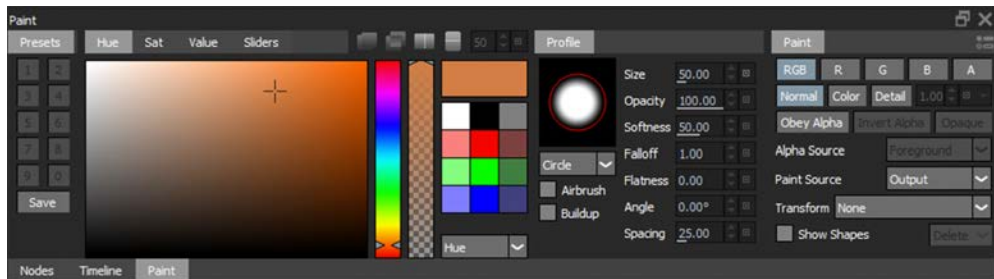 Paint
Presets Hue Sat Value Sliders 50 Profile Paint
1 2
3 4
5 6
7 8
9 0
Save
Hue
Circle
Airbrush
Buildup
Size 50.00
Opacity 100.00
Softness 50.00
Falloff 1.00
Flatness 0.00
Angle 0.00°
Spacing 25.00
RGB R G B A
Normal Color Detail 1.00
Obey Alpha Invert Alpha Opaque
Alpha Source Foreground
Paint Source Output
Transform None
Show Shapes Delete
Nodes Timeline Paint